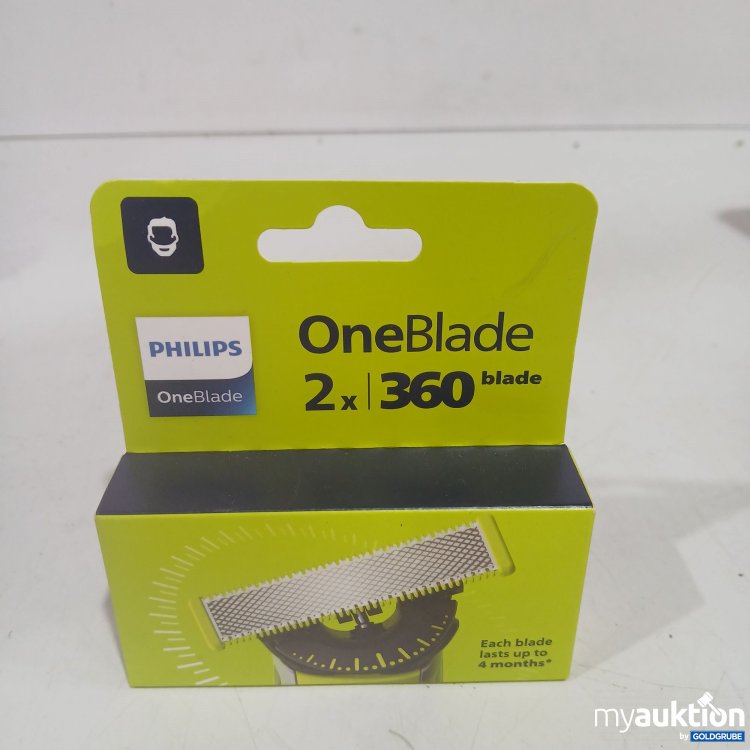 PHILIPS
OneBlade
OneBlade
2x | 360 blade
Each blade
lasts up to
4 months*
myauktion
by GOLDGRUBE